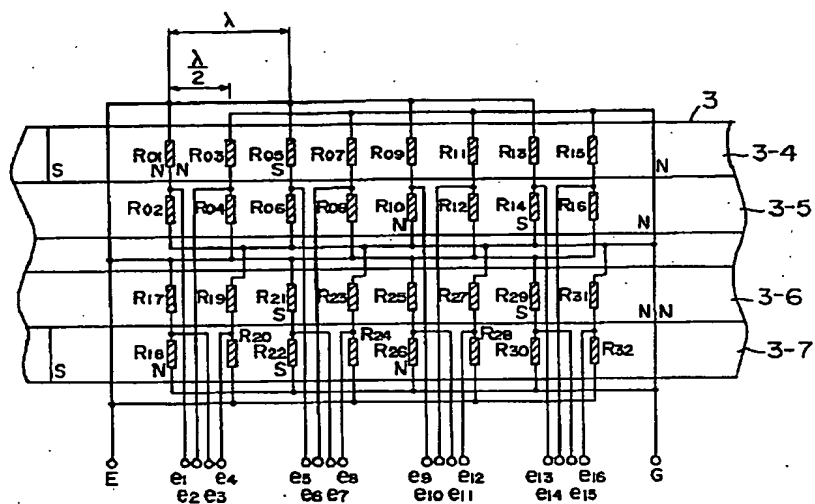 λ
λ/2
3
R01 R03 R05 R07 R09 R11 R13 R15
3-4
S N N S N
R02 R04 R06 R08 R10 R12 R14 R16
3-5
N S N
R17 R19 R21 R23 R25 R27 R29 R31
3-6
S S N N
R18 R20 R22 R24 R26 R28 R30 R32
3-7
S N S N
E e1 e4 e5 e8 e9 e12 e13 e16 G
e2 e3 e6 e7 e10 e11 e14 e15